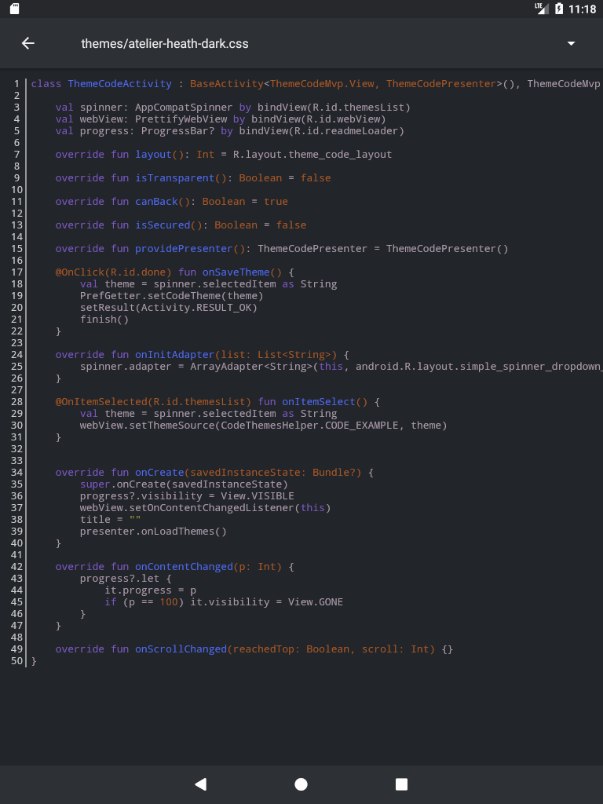 LTE 11:18
themes/atelier-heath-dark.css
1 class ThemeCodeActivity : BaseActivity<ThemeCodeMvp.View, ThemeCodePresenter>(), ThemeCodeMvp
2
3     val spinner: AppCompatSpinner by bindView(R.id.themesList)
4     val webView: PrettifyWebView by bindView(R.id.webView)
5     val progress: ProgressBar? by bindView(R.id.readmeLoader)
6
7     override fun layout(): Int = R.layout.theme_code_layout
8
9     override fun isTransparent(): Boolean = false
10
11     override fun canBack(): Boolean = true
12
13     override fun isSecured(): Boolean = false
14
15     override fun providePresenter(): ThemeCodePresenter = ThemeCodePresenter()
16
17     @OnClick(R.id.done) fun onSaveTheme() {
18         val theme = spinner.selectedItem as String
19         PrefGetter.setCodeTheme(theme)
20         setResult(Activity.RESULT_OK)
21         finish()
22     }
23
24     override fun onInitAdapter(list: List<String>) {
25         spinner.adapter = ArrayAdapter<String>(this, android.R.layout.simple_spinner_dropdown_
26     }
27
28     @OnItemSelected(R.id.themesList) fun onItemSelect() {
29         val theme = spinner.selectedItem as String
30         webView.setThemeSource(CodeThemesHelper.CODE_EXAMPLE, theme)
31     }
32
33
34     override fun onCreate(savedInstanceState: Bundle?) {
35         super.onCreate(savedInstanceState)
36         progress?.visibility = View.VISIBLE
37         webView.setOnContentChangedListener(this)
38         title = ""
39         presenter.onLoadThemes()
40     }
41
42     override fun onContentChanged(p: Int) {
43         progress?.let {
44             it.progress = p
45             if (p == 100) it.visibility = View.GONE
46         }
47     }
48
49     override fun onScrollChanged(reachedTop: Boolean, scroll: Int) {}
50 }